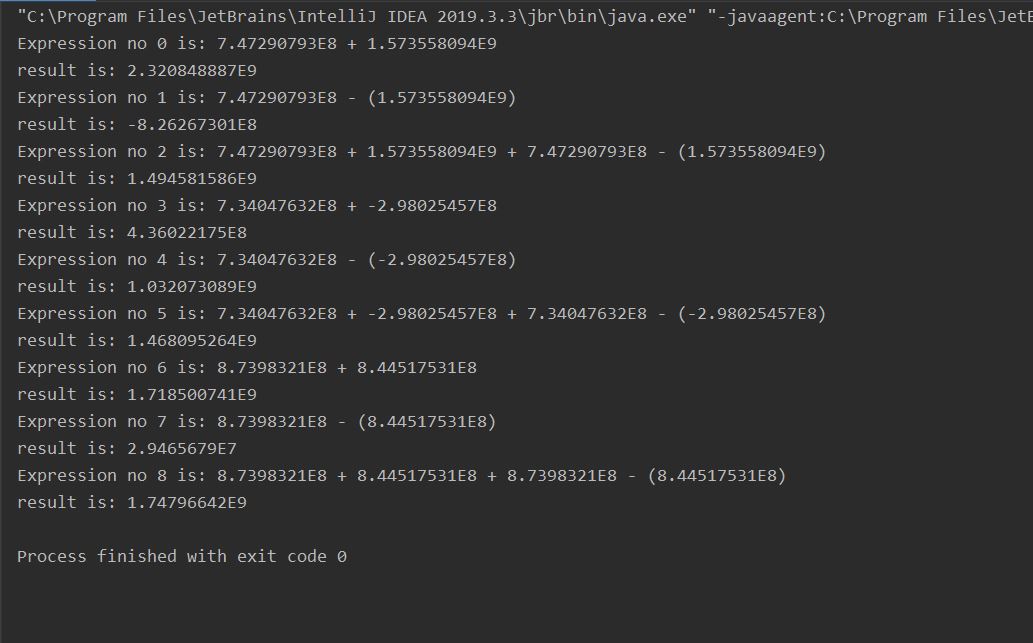 "C:\Program Files\JetBrains\IntelliJ IDEA 2019.3.3\jbr\bin\java.exe" "-javaagent:C:\Program Files\JetB
Expression no 0 is: 7.47290793E8 + 1.573558094E9
result is: 2.320848887E9
Expression no 1 is: 7.47290793E8 - (1.573558094E9)
result is: -8.26267301E8
Expression no 2 is: 7.47290793E8 + 1.573558094E9 + 7.47290793E8 - (1.573558094E9)
result is: 1.494581586E9
Expression no 3 is: 7.34047632E8 + -2.98025457E8
result is: 4.36022175E8
Expression no 4 is: 7.34047632E8 - (-2.98025457E8)
result is: 1.032073089E9
Expression no 5 is: 7.34047632E8 + -2.98025457E8 + 7.34047632E8 - (-2.98025457E8)
result is: 1.468095264E9
Expression no 6 is: 8.7398321E8 + 8.44517531E8
result is: 1.718500741E9
Expression no 7 is: 8.7398321E8 - (8.44517531E8)
result is: 2.9465679E7
Expression no 8 is: 8.7398321E8 + 8.44517531E8 + 8.7398321E8 - (8.44517531E8)
result is: 1.74796642E9
Process finished with exit code 0